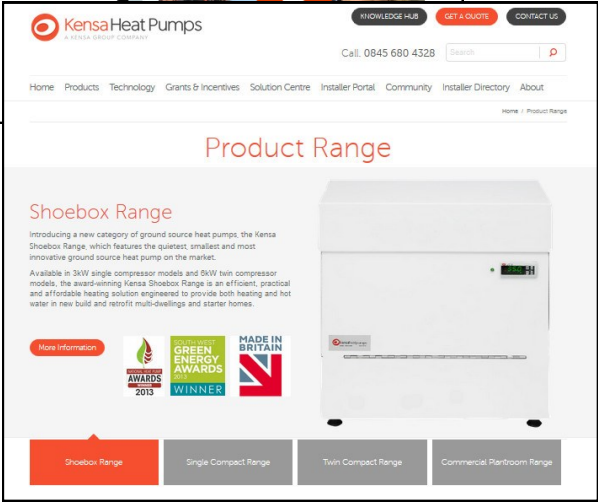 KNOWLEDGE HUB
GET A QUOTE
CONTACT US
Kensa Heat Pumps
A KENSA GROUP COMPANY
Call. 0845 680 4328
Search
Home Products Technology Grants & Incentives Solution Centre Installer Portal Community Installer Directory About
Home / Product Range
Product Range
Shoebox Range
Introducing a new category of ground source heat pumps, the Kensa
Shoebox Range, which features the quietest, smallest and most
innovative ground source heat pump on the market.
Available in 3kW single compressor models and 6kW twin compressor
models, the award-winning Kensa Shoebox Range is an efficient, practical
and affordable heating solution engineered to provide both heating and hot
water in new build and retrofit multi-dwellings and starter homes.
More Information
AWARDS
2013
SOUTH WEST
GREEN
ENERGY
AWARDS
2013
WINNER
MADE IN
BRITAIN
Shoebox Range
Single Compact Range
Twin Compact Range
Commercial Plantroom Range